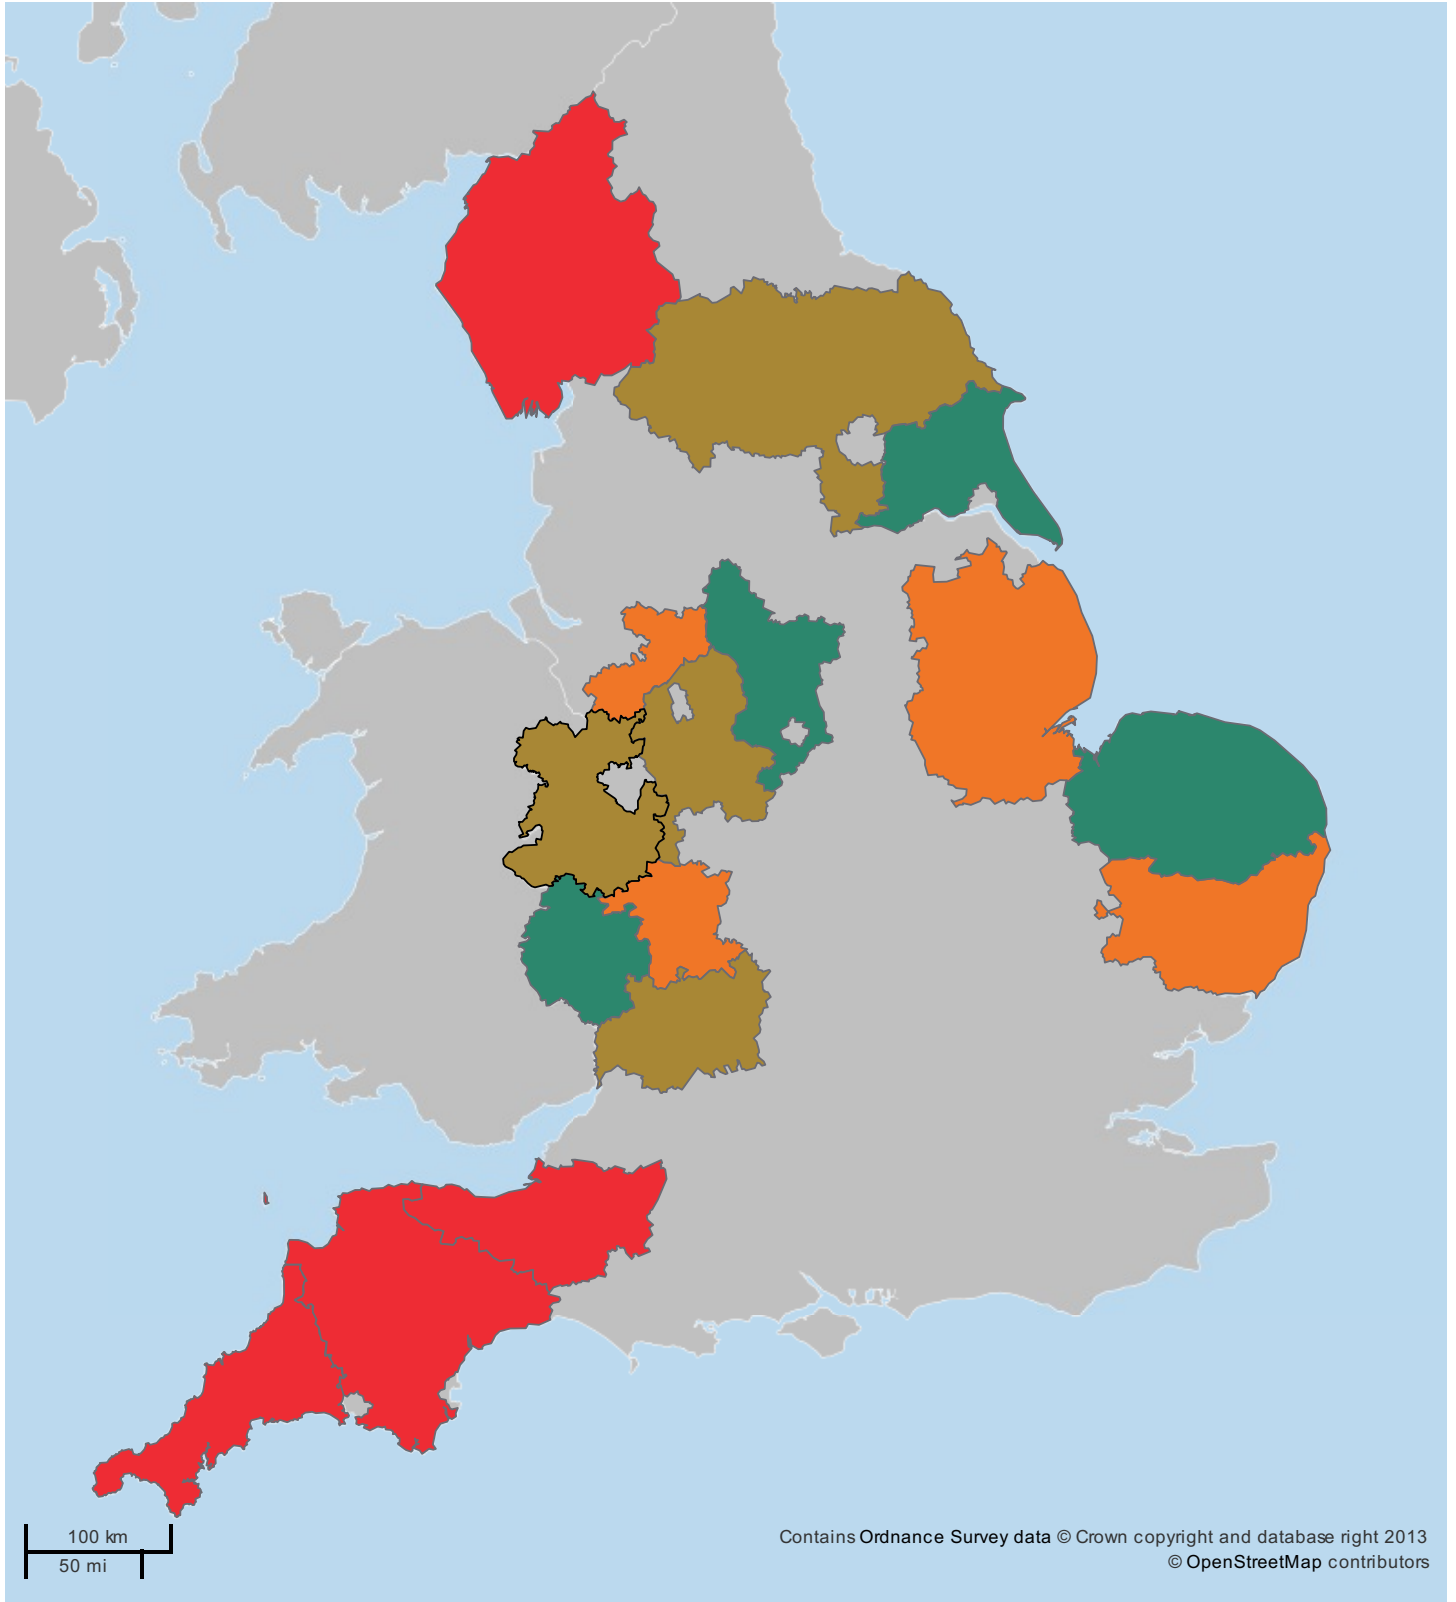 100 km
50 mi
Contains Ordnance Survey data © Crown copyright and database right 2013
© OpenStreetMap contributors